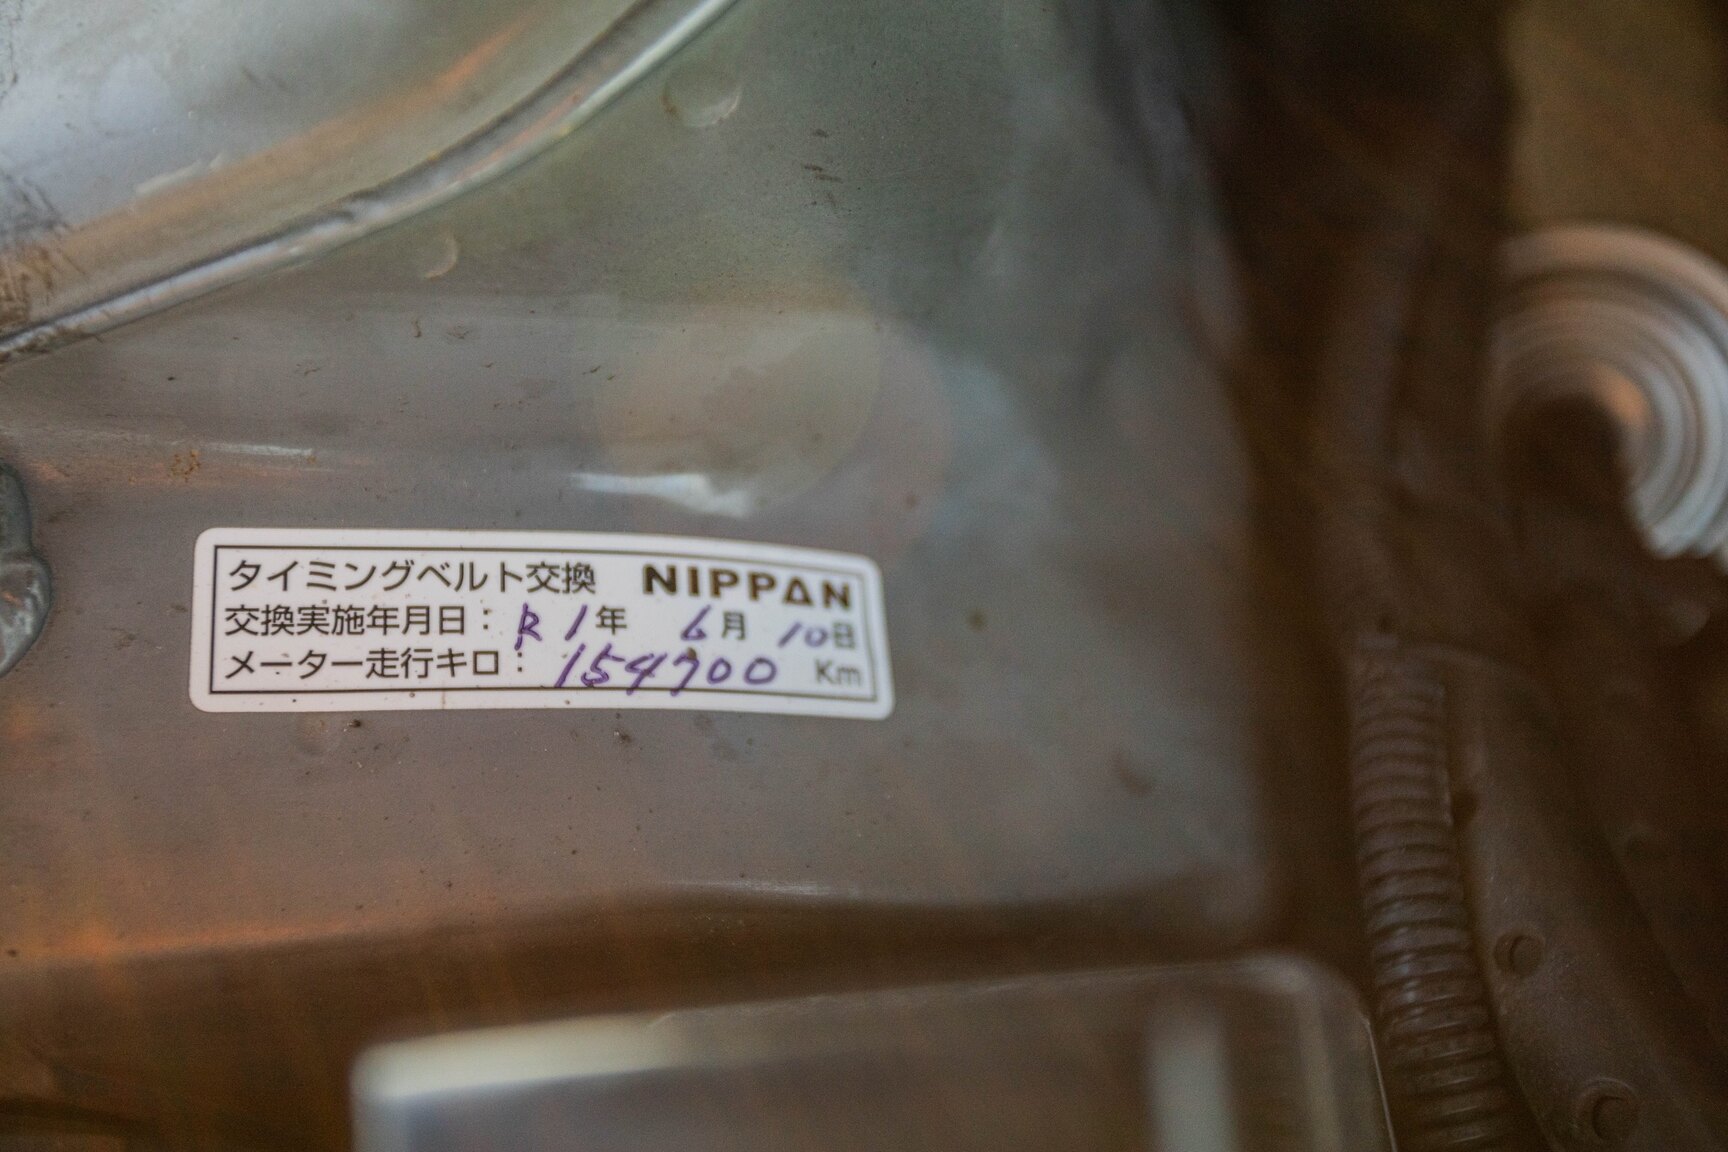 タイミングベルト交換 NIPPAN
交換実施年月日：R1年 6月 10日
メーター走行キロ：154700 Km